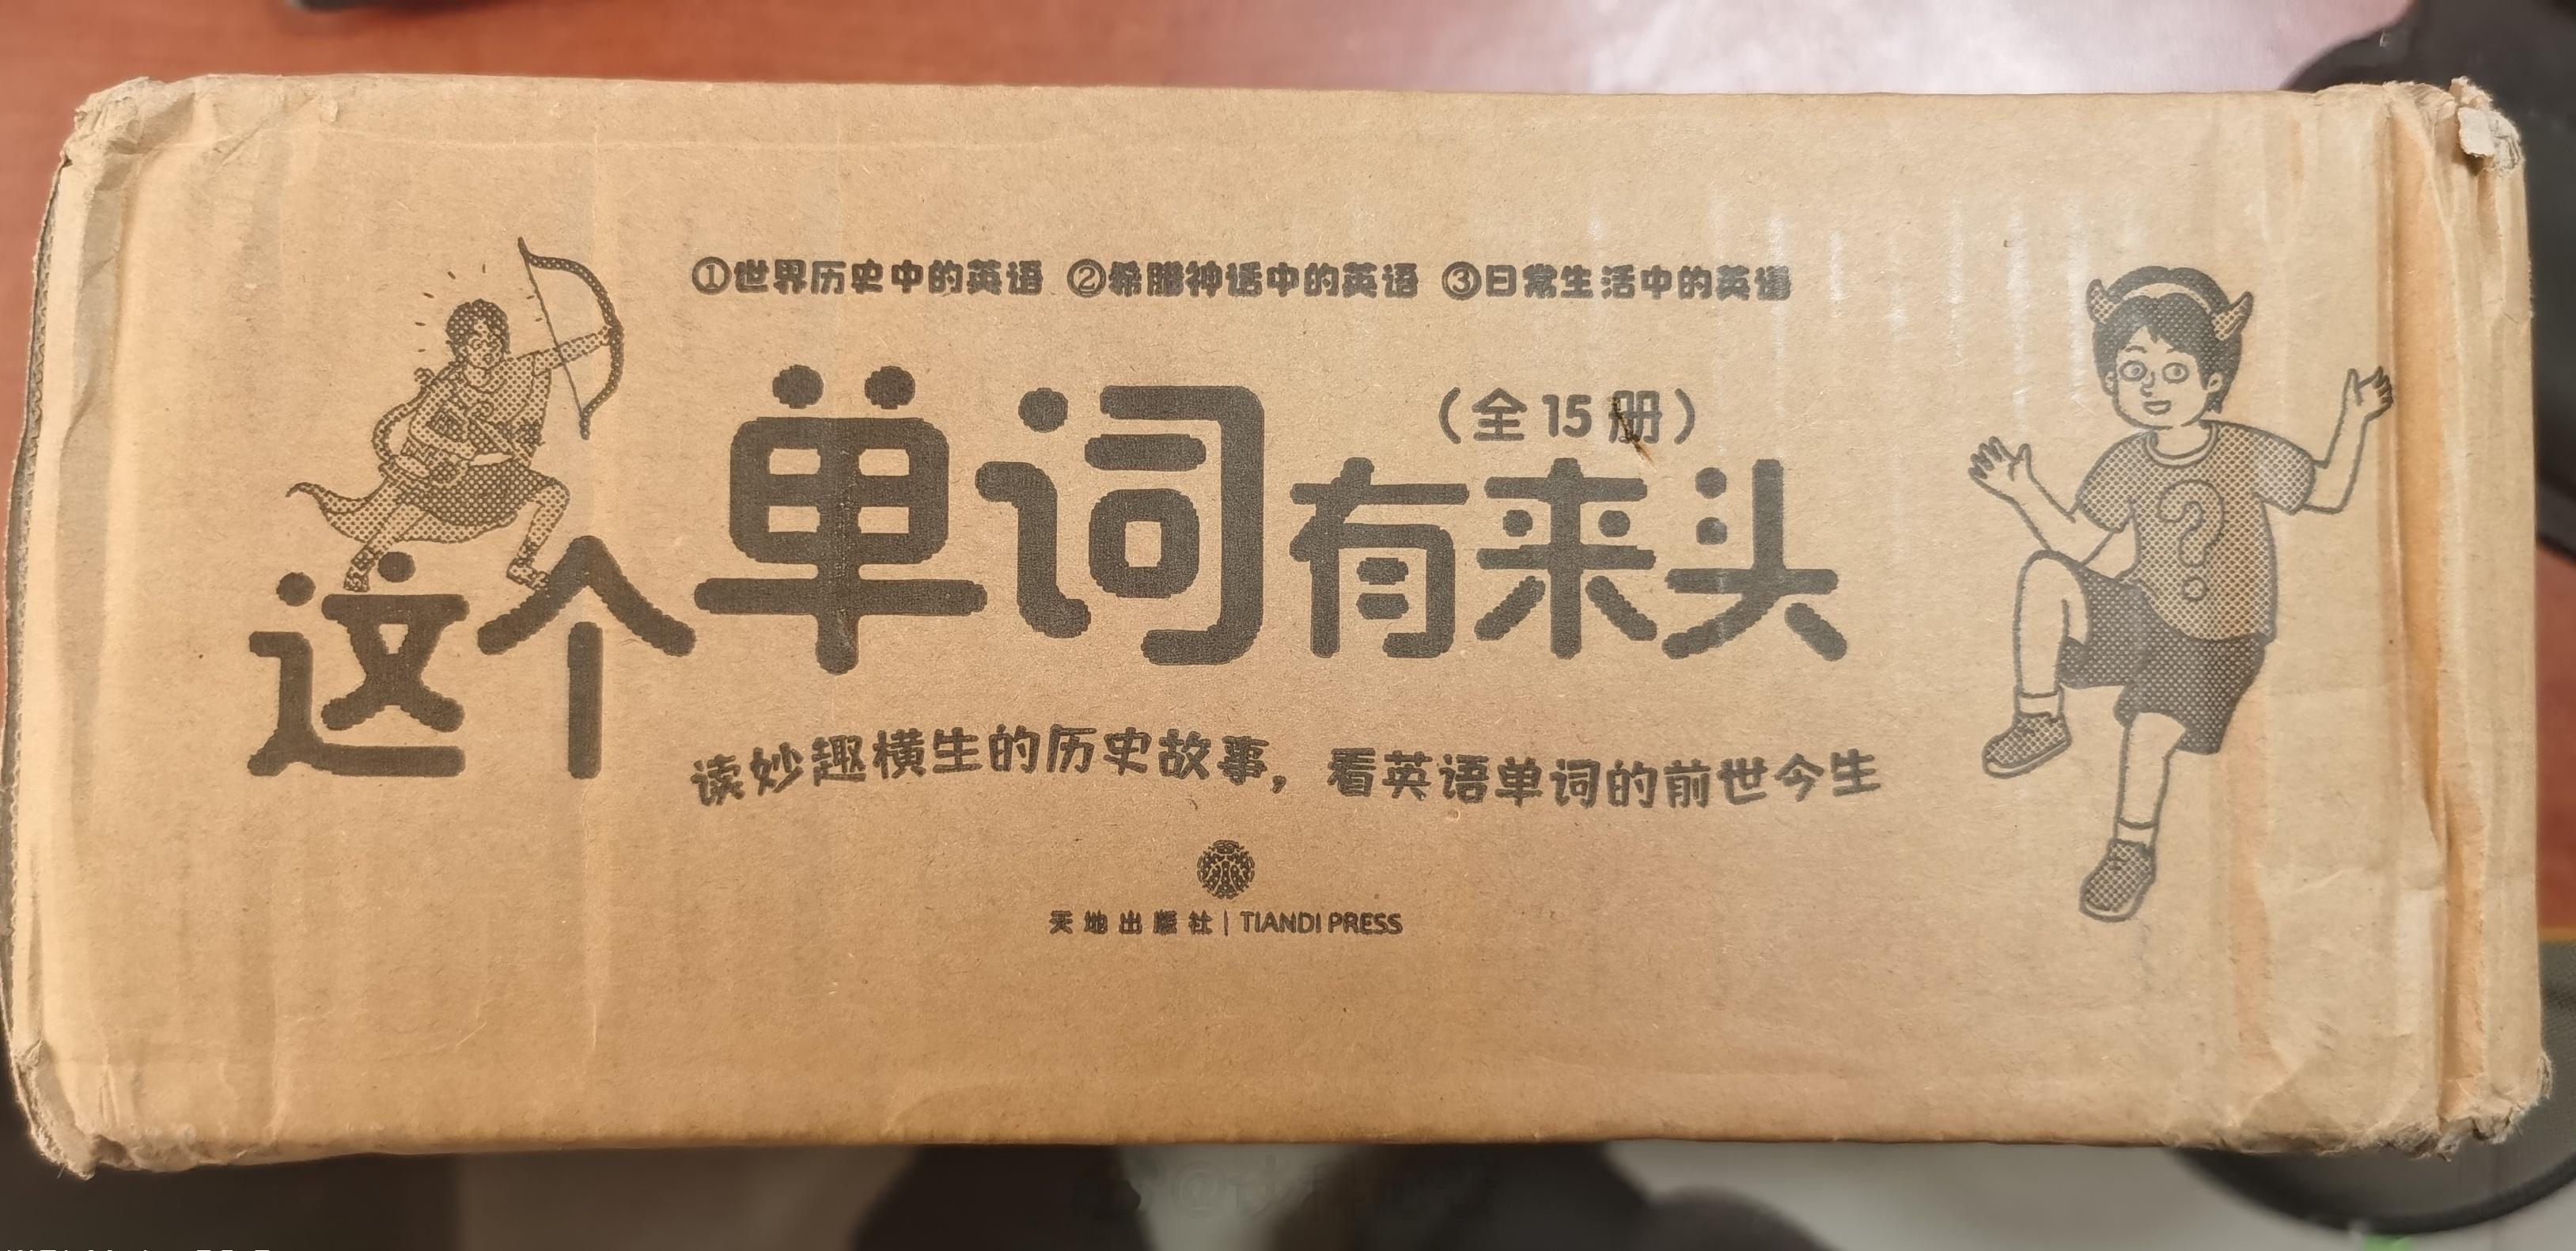 ①世界历史中的英语 ②希腊神话中的英语 ③日常生活中的英语
(全15册)
这个单词有来头
?
读妙趣横生的历史故事,看英语单词的前世今生
天地出版社 | TIANDI PRESS